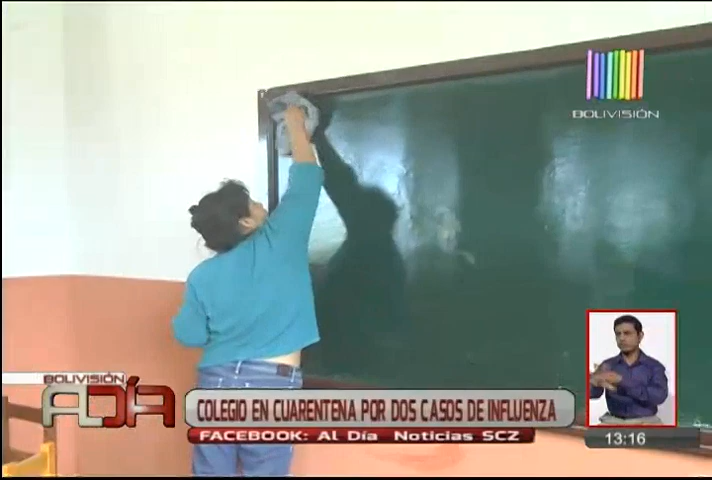 BOLIVISIÓN
BOLIVISIÓN
AL DÍA
COLEGIO EN CUARENTENA POR DOS CASOS DE INFLUENZA
FACEBOOK: Al Día Noticias SCZ
13:16